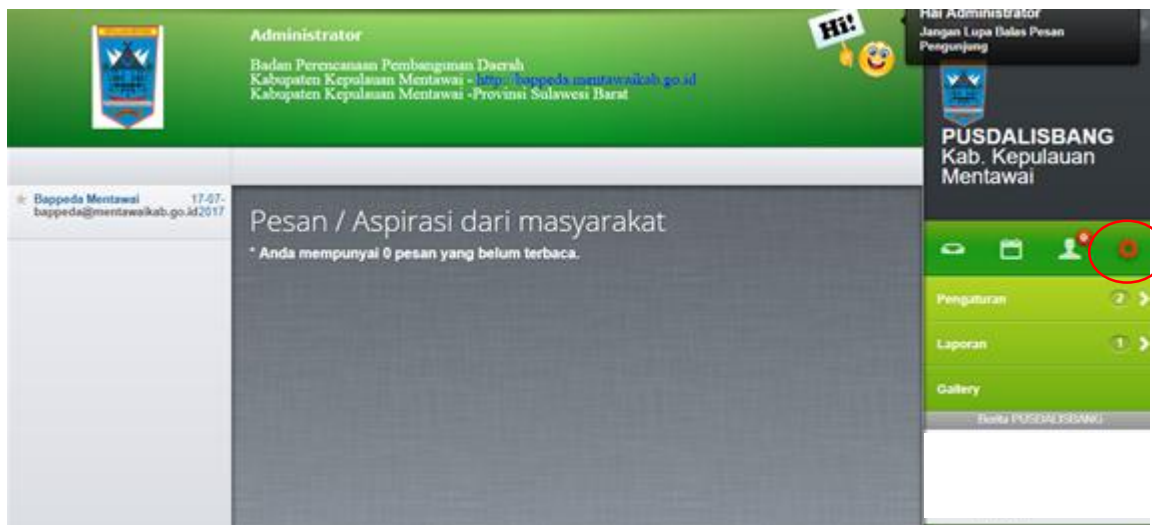 Administrator
Badan Perencanaan Pembangunan Daerah
Kabupaten Kepulauan Mentawai - http://bappeda.mentawaikab.go.id
Kabupaten Kepulauan Mentawai -Provinsi Sulawesi Barat
Hi!
Hai Administrator
Jangan Lupa Balas Pesan
Pengunjung
PUSDALISBANG
Kab. Kepulauan
Mentawai
Bappeda Mentawai 17-07-
bappeda@mentawaikab.go.id2017
Pesan / Aspirasi dari masyarakat
* Anda mempunyai 0 pesan yang belum terbaca.
Pengaturan 2
Laporan 1
Gallery
Berita PUSDALISBANG